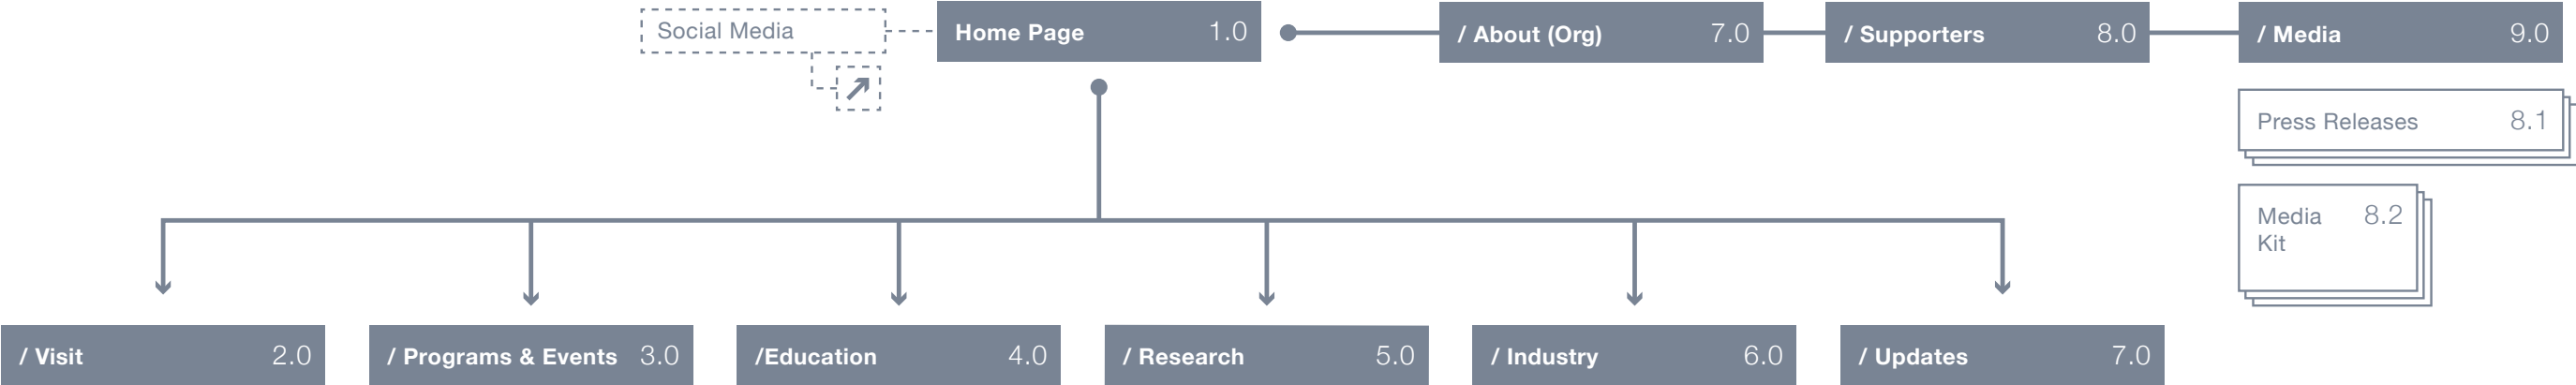 Social Media
Home Page 1.0
/ About (Org) 7.0
/ Supporters 8.0
/ Media 9.0
Press Releases 8.1
Media 8.2
Kit
/ Visit 2.0
/ Programs & Events 3.0
/Education 4.0
/ Research 5.0
/ Industry 6.0
/ Updates 7.0